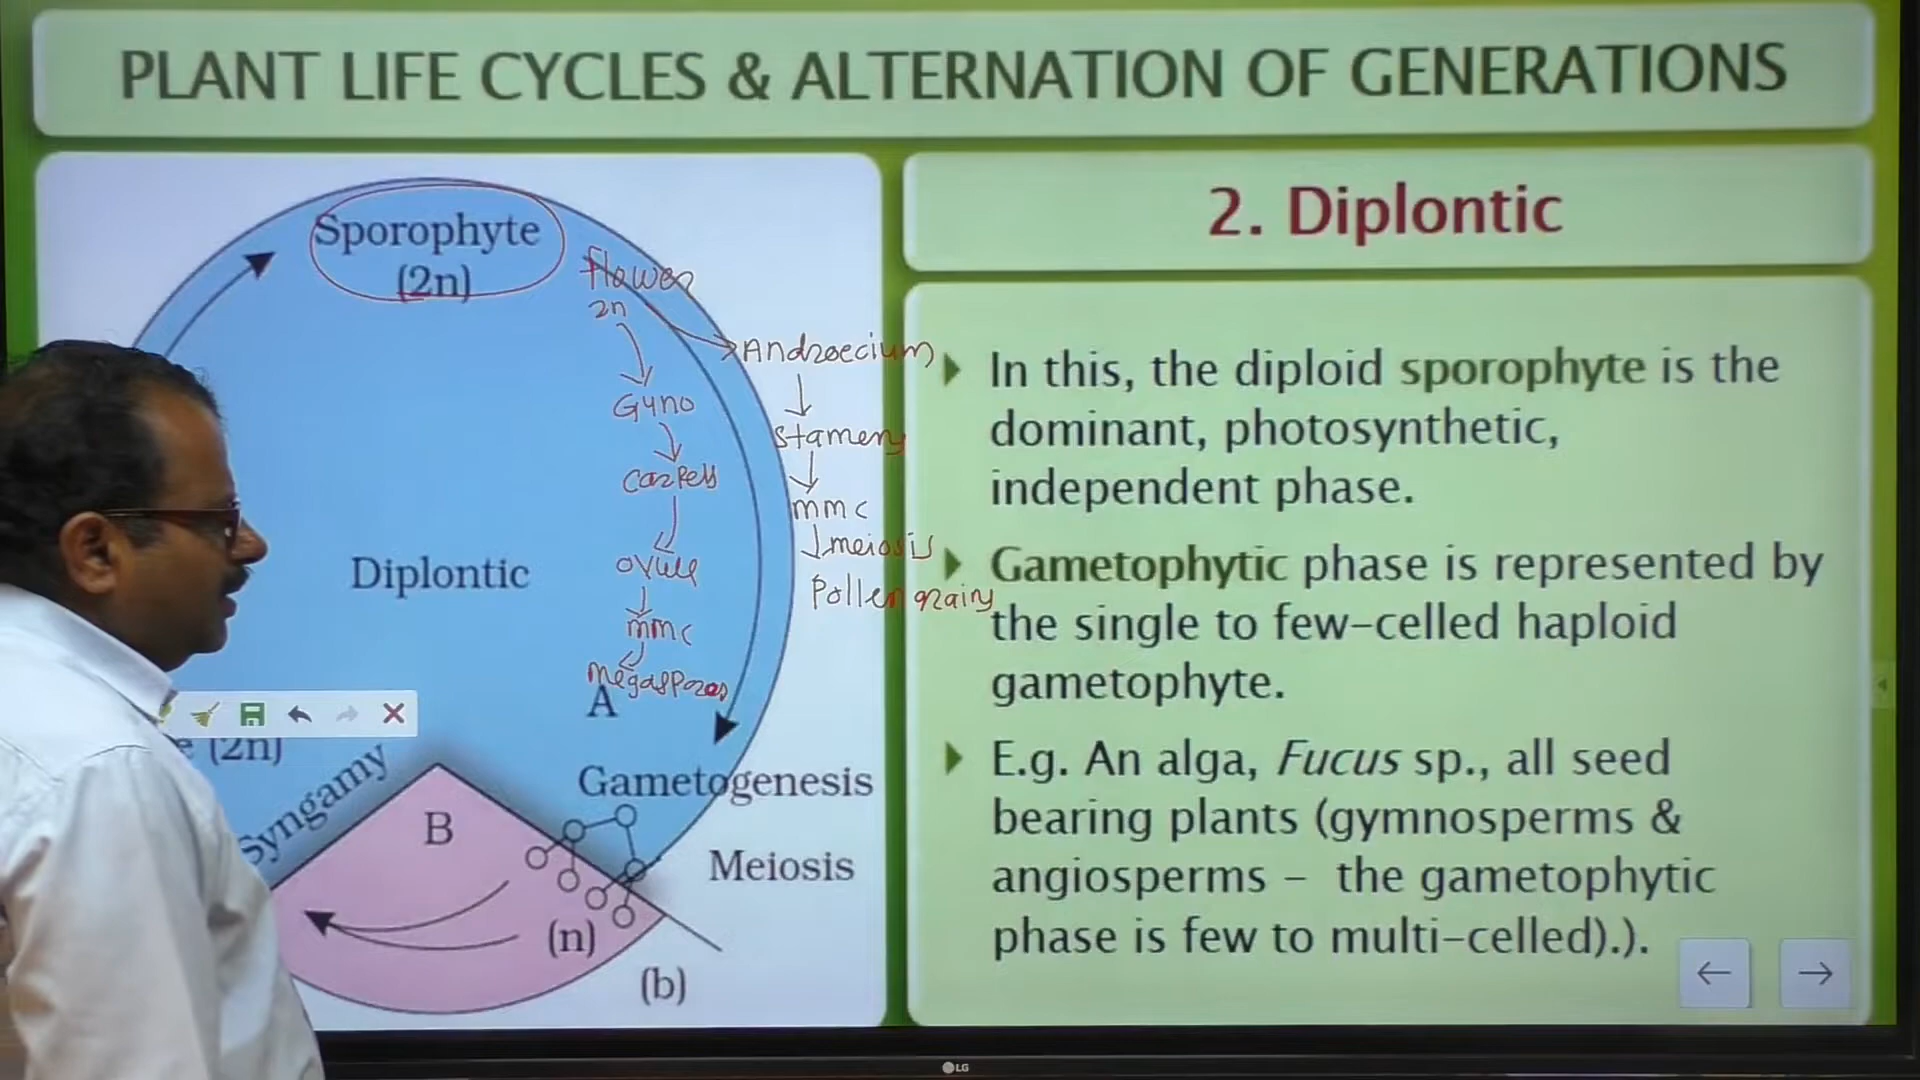 PLANT LIFE CYCLES & ALTERNATION OF GENERATIONS
Sporophyte
(2n)
flower
2n
Gyno
Carpels
ovule
mmc
Megaspores
Androecium
Stamens
mmc
meiosis
Pollen grains
Diplontic
A
e (2n)
Syngamy
B
Gametogenesis
Meiosis
(n)
(b)
2. Diplontic
In this, the diploid sporophyte is the
dominant, photosynthetic,
independent phase.
Gametophytic phase is represented by
the single to few-celled haploid
gametophyte.
E.g. An alga, Fucus sp., all seed
bearing plants (gymnosperms &
angiosperms – the gametophytic
phase is few to multi-celled).).
LG